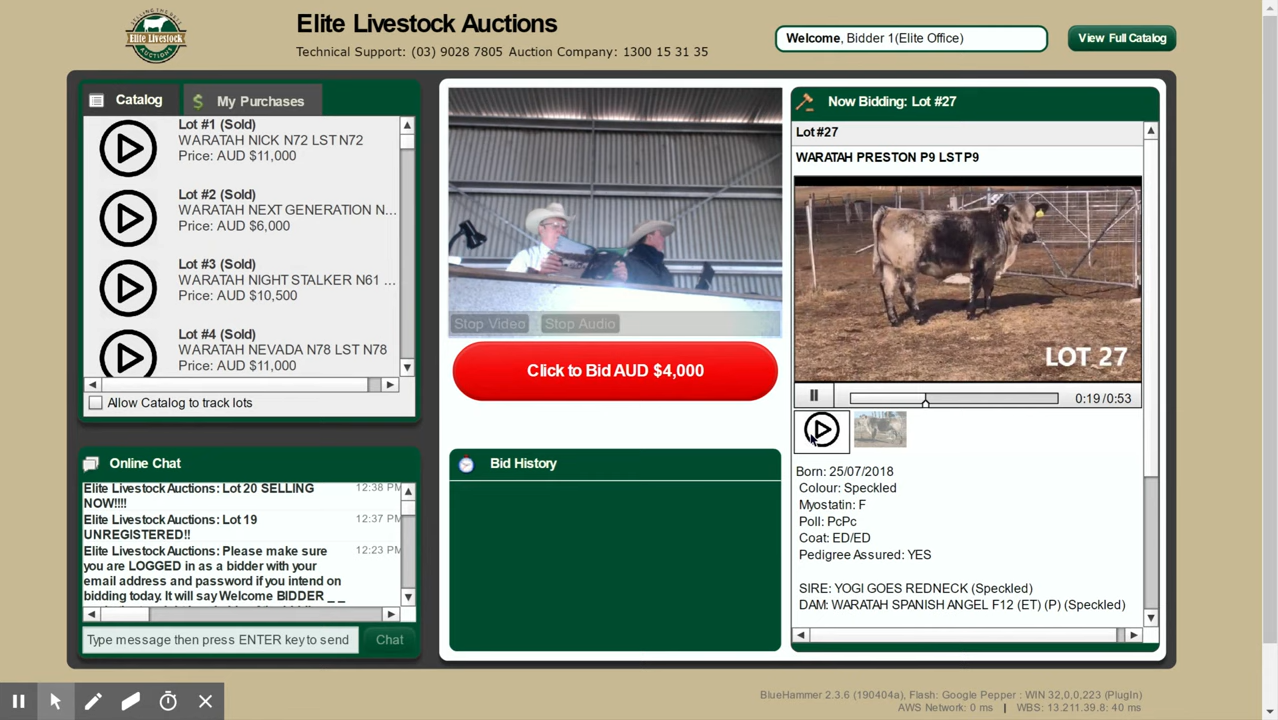 Elite Livestock Auctions
Technical Support: (03) 9028 7805 Auction Company: 1300 15 31 35
Welcome, Bidder 1(Elite Office)
View Full Catalog
Elite Livestock
AUCTIONS
Catalog
My Purchases
Lot #1 (Sold)
WARATAH NICK N72 LST N72
Price: AUD $11,000
Lot #2 (Sold)
WARATAH NEXT GENERATION N...
Price: AUD $6,000
Lot #3 (Sold)
WARATAH NIGHT STALKER N61 ...
Price: AUD $10,500
Lot #4 (Sold)
WARATAH NEVADA N78 LST N78
Price: AUD $11,000
Allow Catalog to track lots
Online Chat
Elite Livestock Auctions: Lot 20 SELLING 12:38 PM
NOW!!!!
Elite Livestock Auctions: Lot 19 12:37 PM
UNREGISTERED!!
Elite Livestock Auctions: Please make sure 12:23 PM
you are LOGGED in as a bidder with your
email address and password if you intend on
bidding today. It will say Welcome BIDDER _ _
Type message then press ENTER key to send
Chat
Stop Video
Stop Audio
Click to Bid AUD $4,000
Bid History
Now Bidding: Lot #27
Lot #27
WARATAH PRESTON P9 LST P9
LOT 27
0:19 / 0:53
Born: 25/07/2018
Colour: Speckled
Myostatin: F
Poll: PcPc
Coat: ED/ED
Pedigree Assured: YES
SIRE: YOGI GOES REDNECK (Speckled)
DAM: WARATAH SPANISH ANGEL F12 (ET) (P) (Speckled)
BlueHammer 2.3.6 (190404a), Flash: Google Pepper : WIN 32,0,0,223 (PlugIn)
AWS Network: 0 ms | WBS: 13.211.39.8: 40 ms